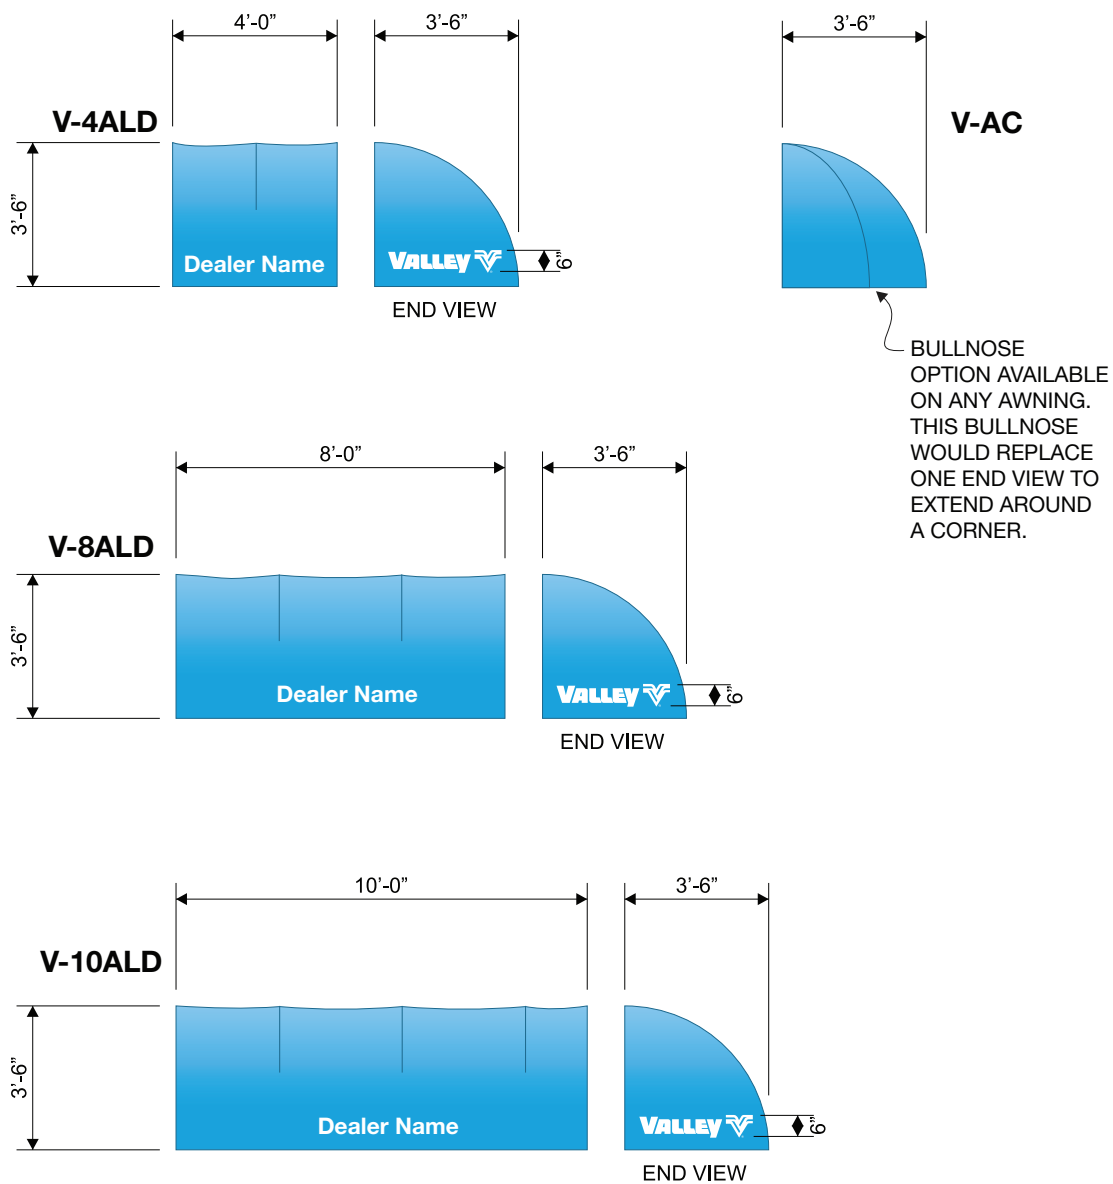 4’-0”
3’-6”
3’-6”
V-4ALD
V-AC
3’-6”
Dealer Name
VALLEY
6”
END VIEW
BULLNOSE
OPTION AVAILABLE
ON ANY AWNING.
THIS BULLNOSE
WOULD REPLACE
ONE END VIEW TO
EXTEND AROUND
A CORNER.
8’-0”
3’-6”
V-8ALD
3’-6”
Dealer Name
VALLEY
6”
END VIEW
10’-0”
3’-6”
V-10ALD
3’-6”
Dealer Name
VALLEY
6”
END VIEW